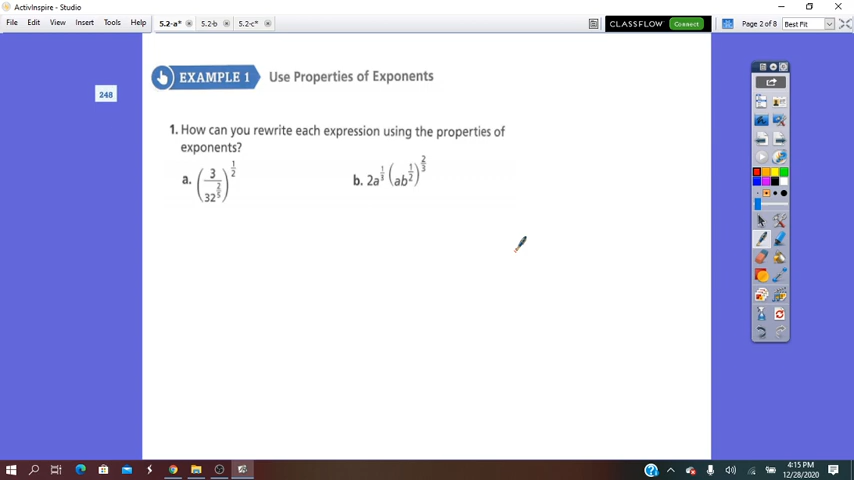 ActivInspire - Studio
File Edit View Insert Tools Help 5.2-a* 5.2-b 5.2-c* CLASSFLOW Connect Page 2 of 8 Best Fit
EXAMPLE 1 Use Properties of Exponents
248
1. How can you rewrite each expression using the properties of
exponents?
a. (3/32^(2/5))^(1/2) b. 2a^(1/3)(ab^(1/2))^(2/3)
4:15 PM
12/28/2020